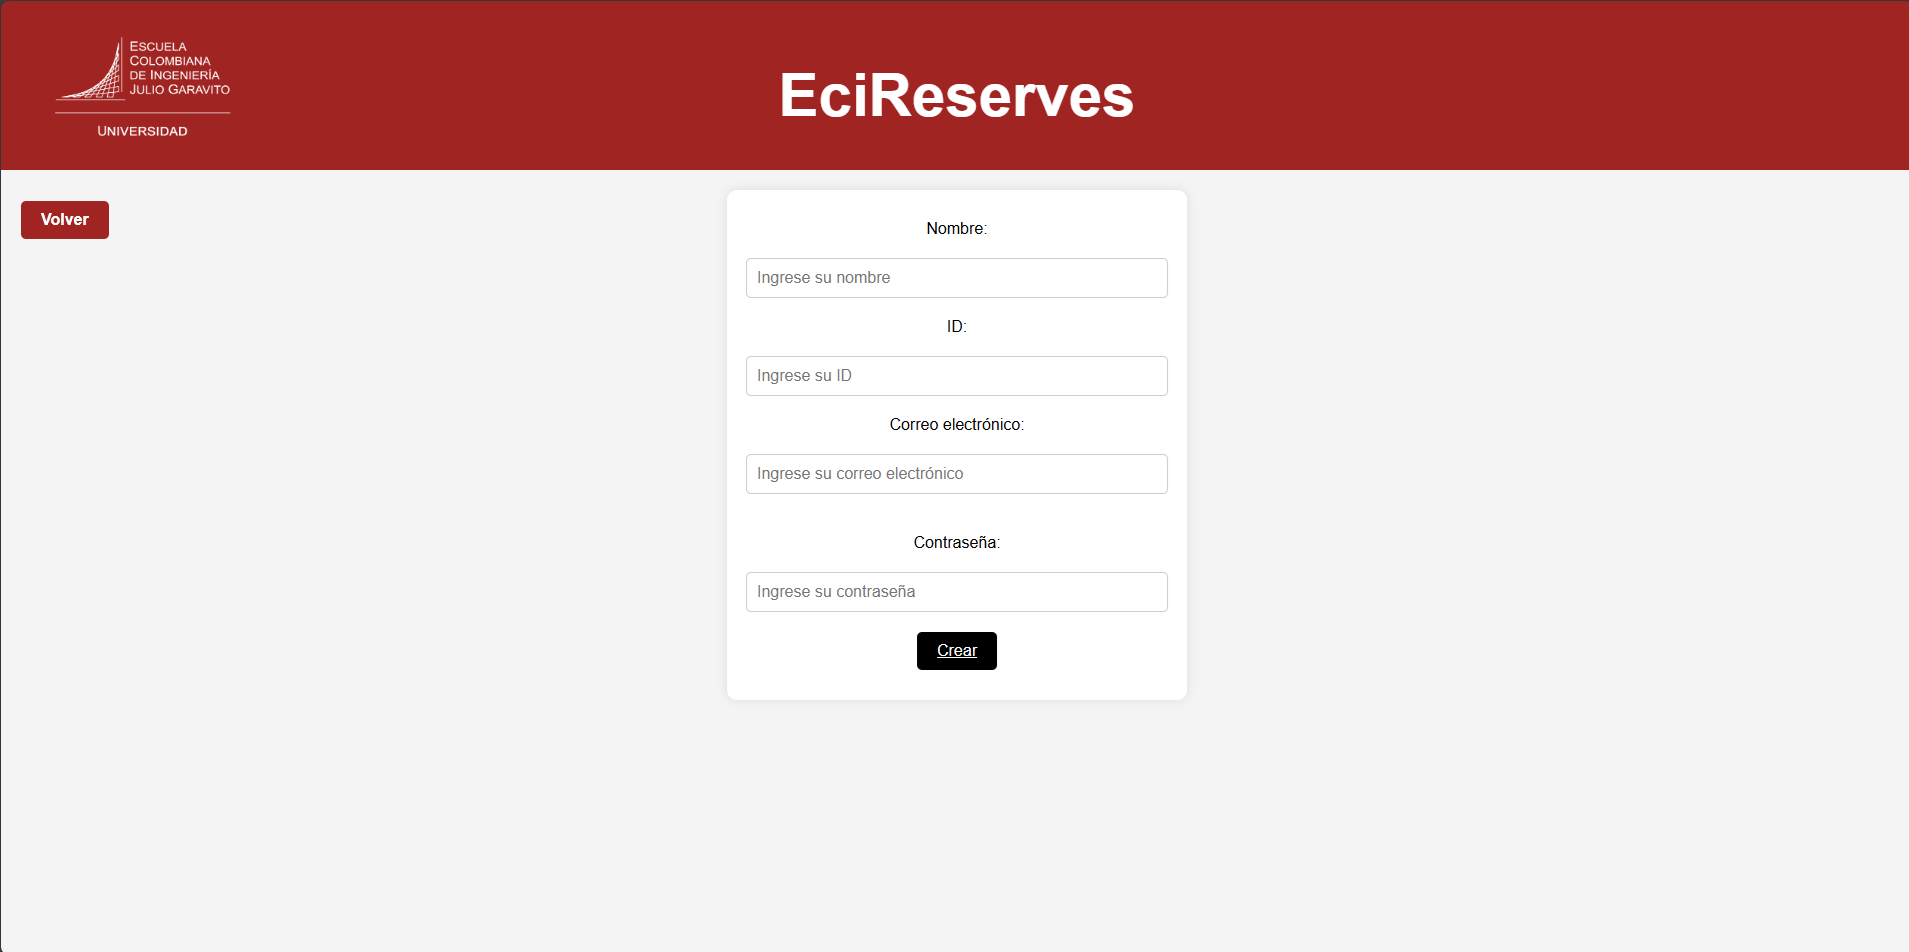 ESCUELA
COLOMBIANA
DE INGENIERÍA
JULIO GARAVITO
UNIVERSIDAD
EciReserves
Volver
Nombre:
Ingrese su nombre
ID:
Ingrese su ID
Correo electrónico:
Ingrese su correo electrónico
Contraseña:
Ingrese su contraseña
Crear